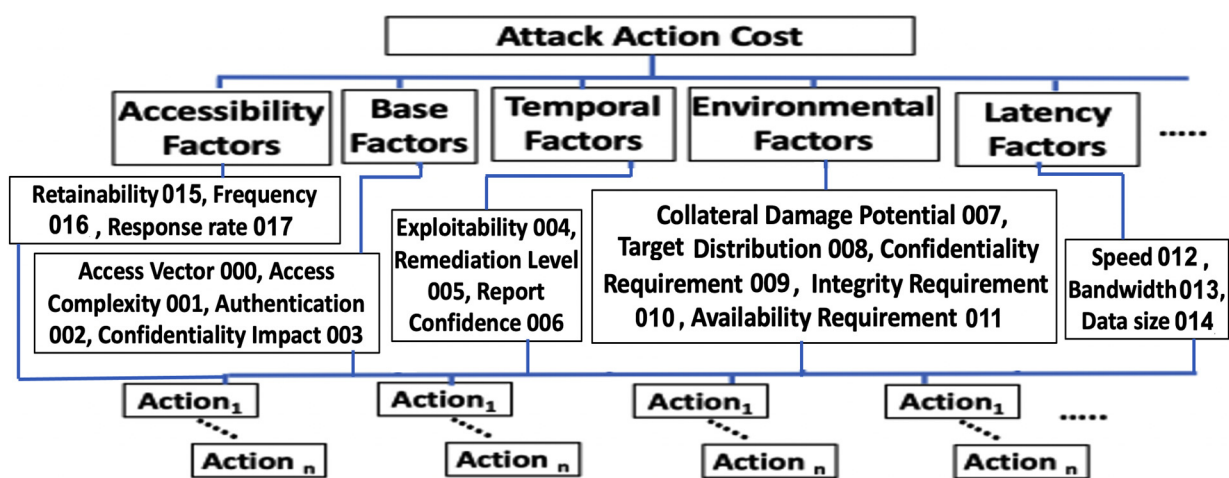 Attack Action Cost
Accessibility
Factors
Base
Factors
Temporal
Factors
Environmental
Factors
Latency
Factors
.....
Retainability 015, Frequency
016 , Response rate 017
Access Vector 000, Access
Complexity 001, Authentication
002, Confidentiality Impact 003
Exploitability 004,
Remediation Level
005, Report
Confidence 006
Collateral Damage Potential 007,
Target Distribution 008, Confidentiality
Requirement 009 , Integrity Requirement
010 , Availability Requirement 011
Speed 012 ,
Bandwidth 013,
Data size 014
Action1
Action n
Action1
Action n
Action1
Action n
Action1
Action n
.....